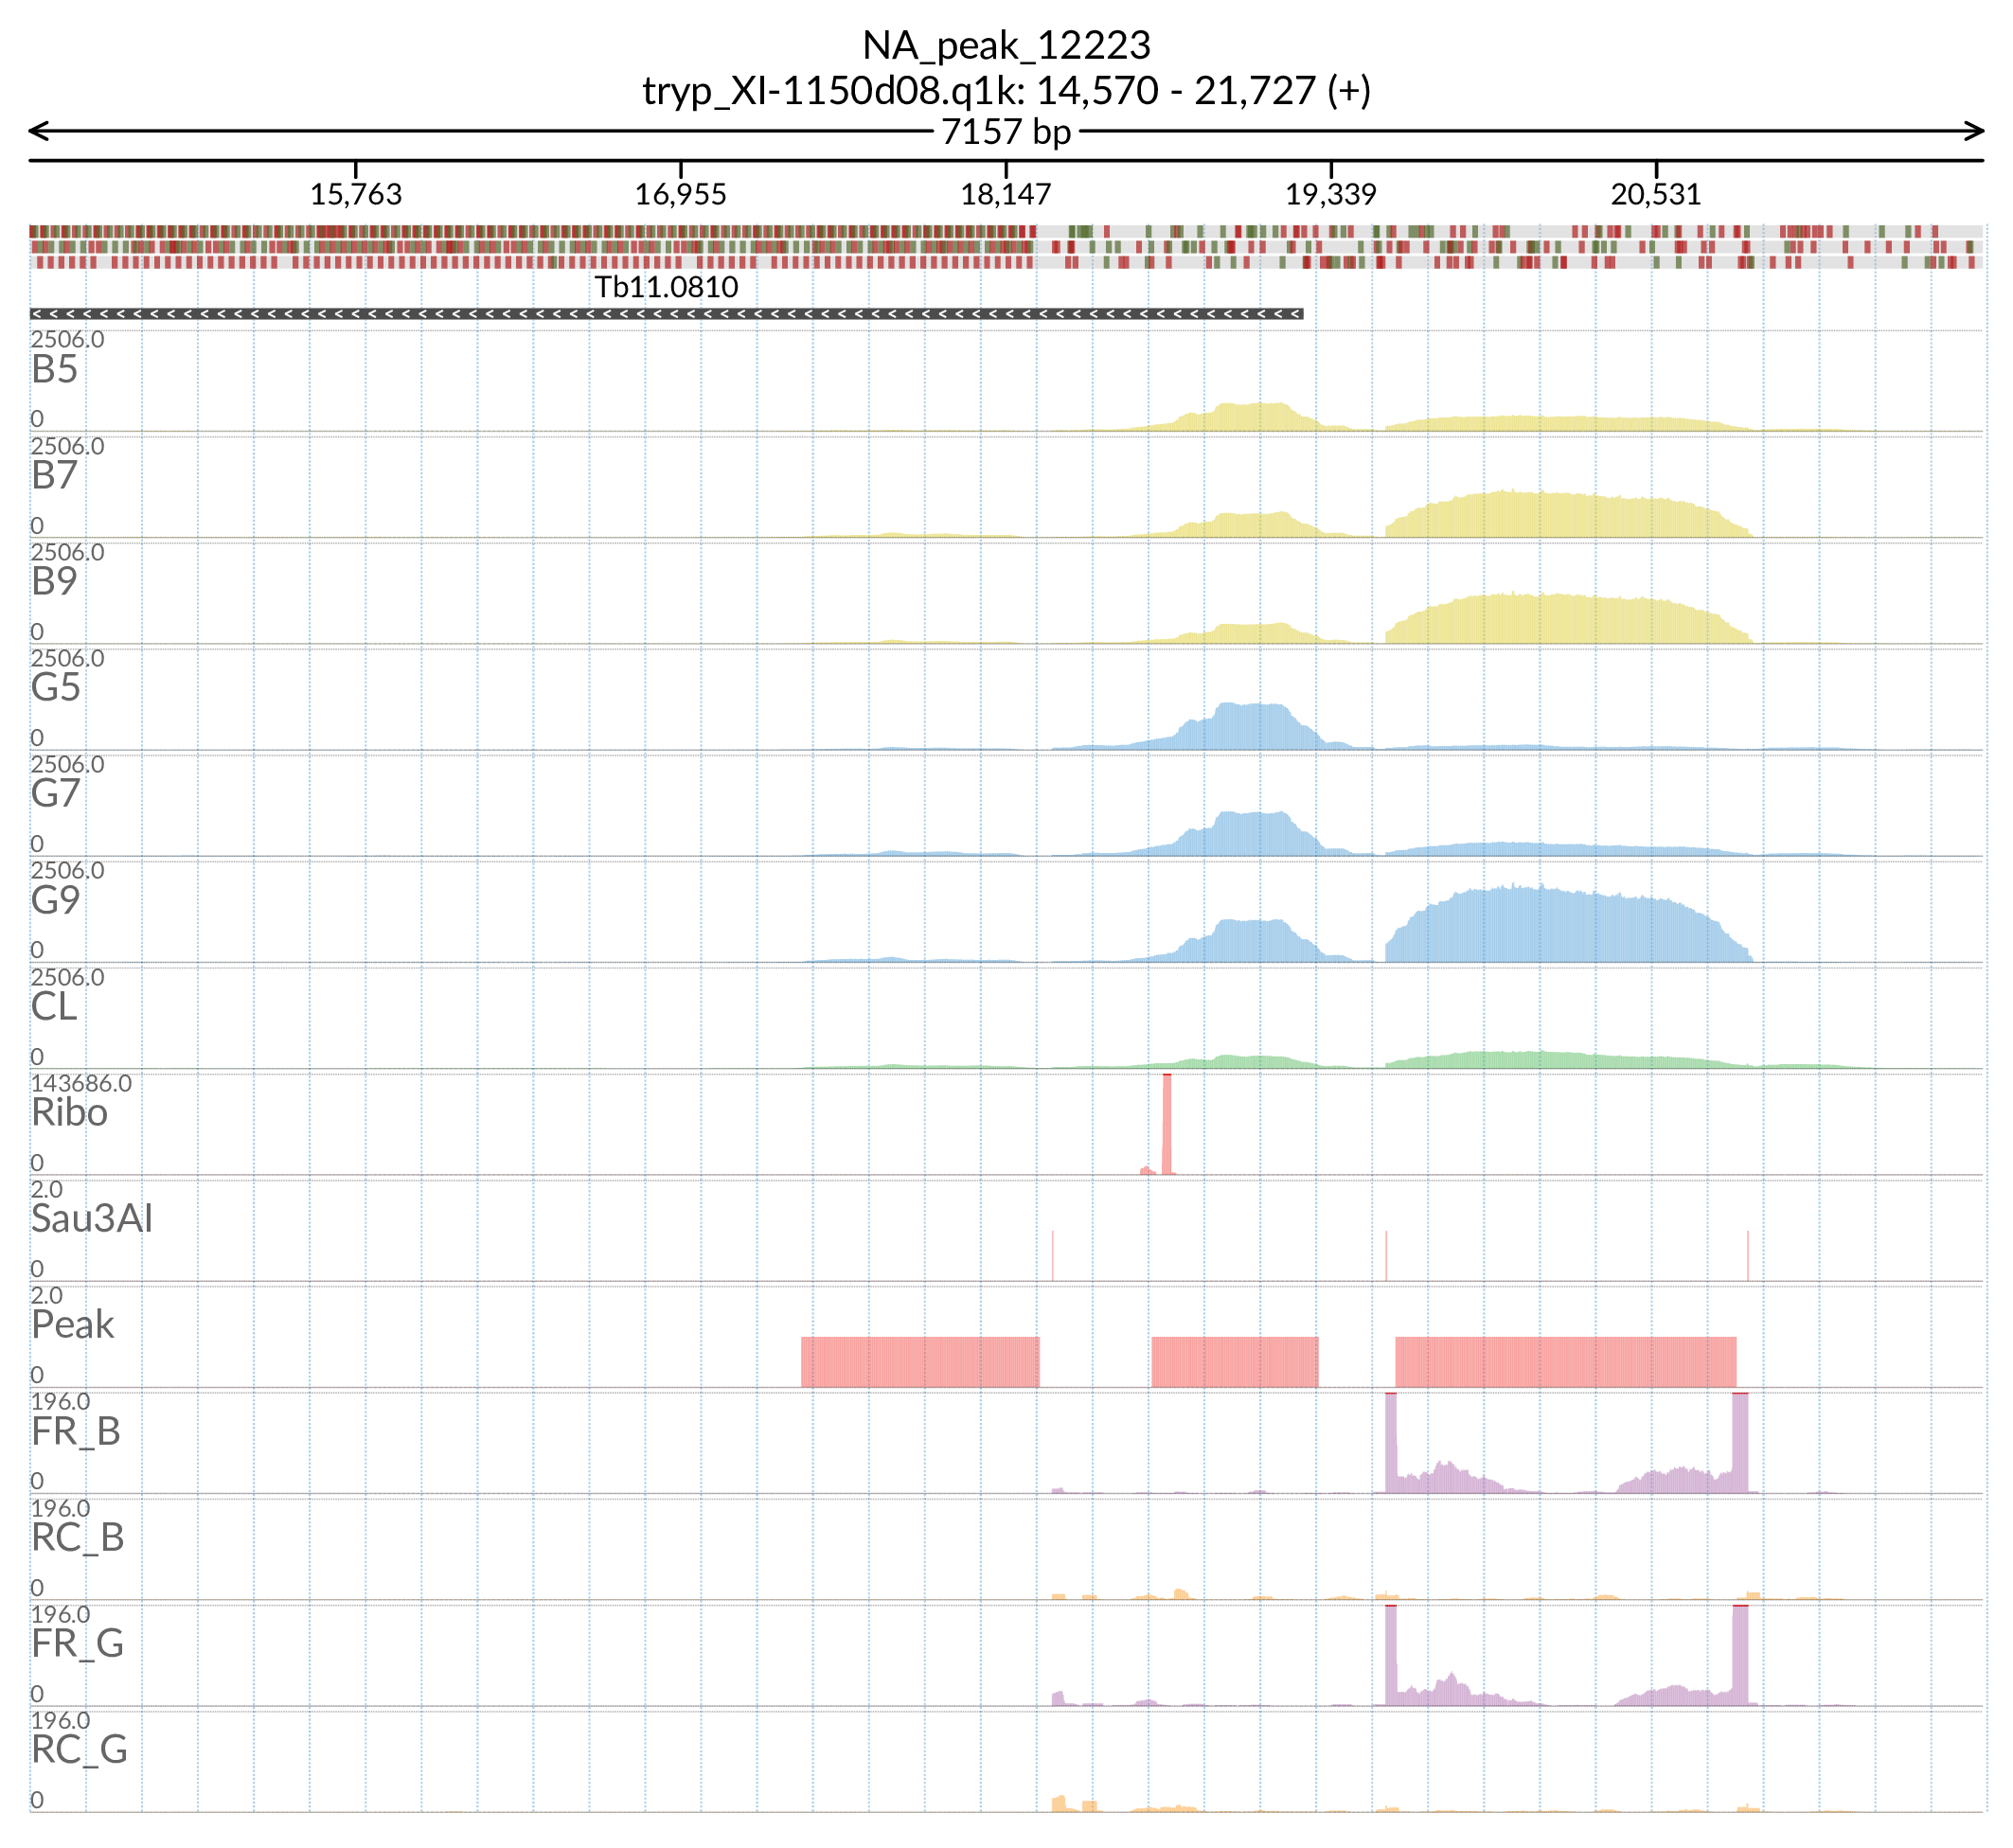 NA_peak_12223
tryp_XI-1150d08.q1k: 14,570 - 21,727 (+)
7157 bp
15,763 16,955 18,147 19,339 20,531
Tb11.0810
2506.0
B5
0
2506.0
B7
0
2506.0
B9
0
2506.0
G5
0
2506.0
G7
0
2506.0
G9
0
2506.0
CL
0
143686.0
Ribo
0
2.0
Sau3AI
0
2.0
Peak
0
196.0
FR_B
0
196.0
RC_B
0
196.0
FR_G
0
196.0
RC_G
0